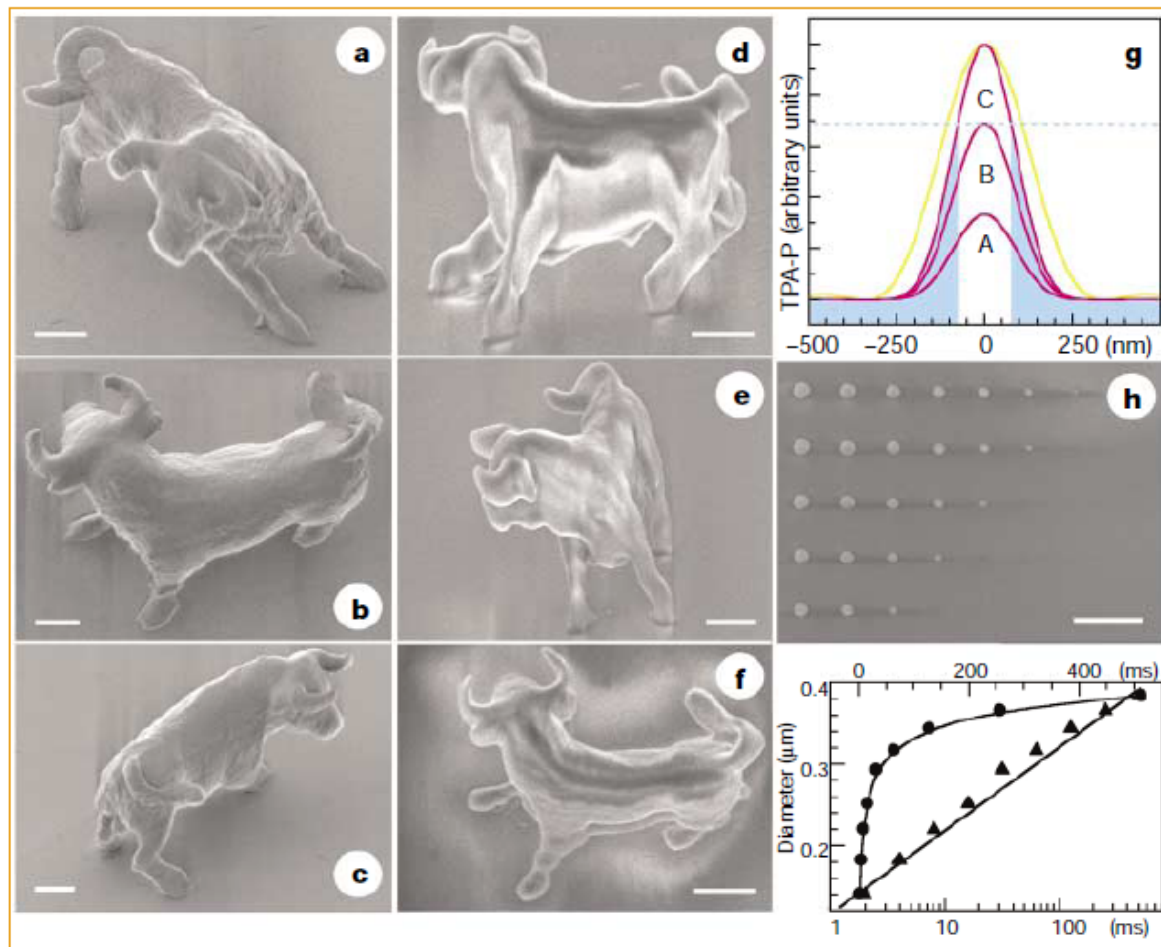 a
d
g
TPA-P (arbitrary units)
C
B
A
–500 –250 0 250 (nm)
b
e
h
c
f
0 200 400 (ms)
Diameter (μm)
0.4
0.3
0.2
1 10 100 (ms)